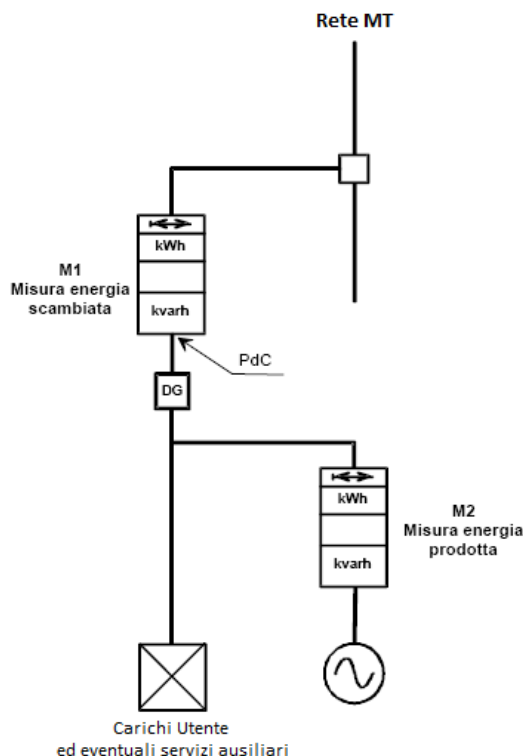 Rete MT
kWh
kvarh
M1
Misura energia
scambiata
PdC
DG
kWh
kvarh
M2
Misura energia
prodotta
Carichi Utente
ed eventuali servizi ausiliari